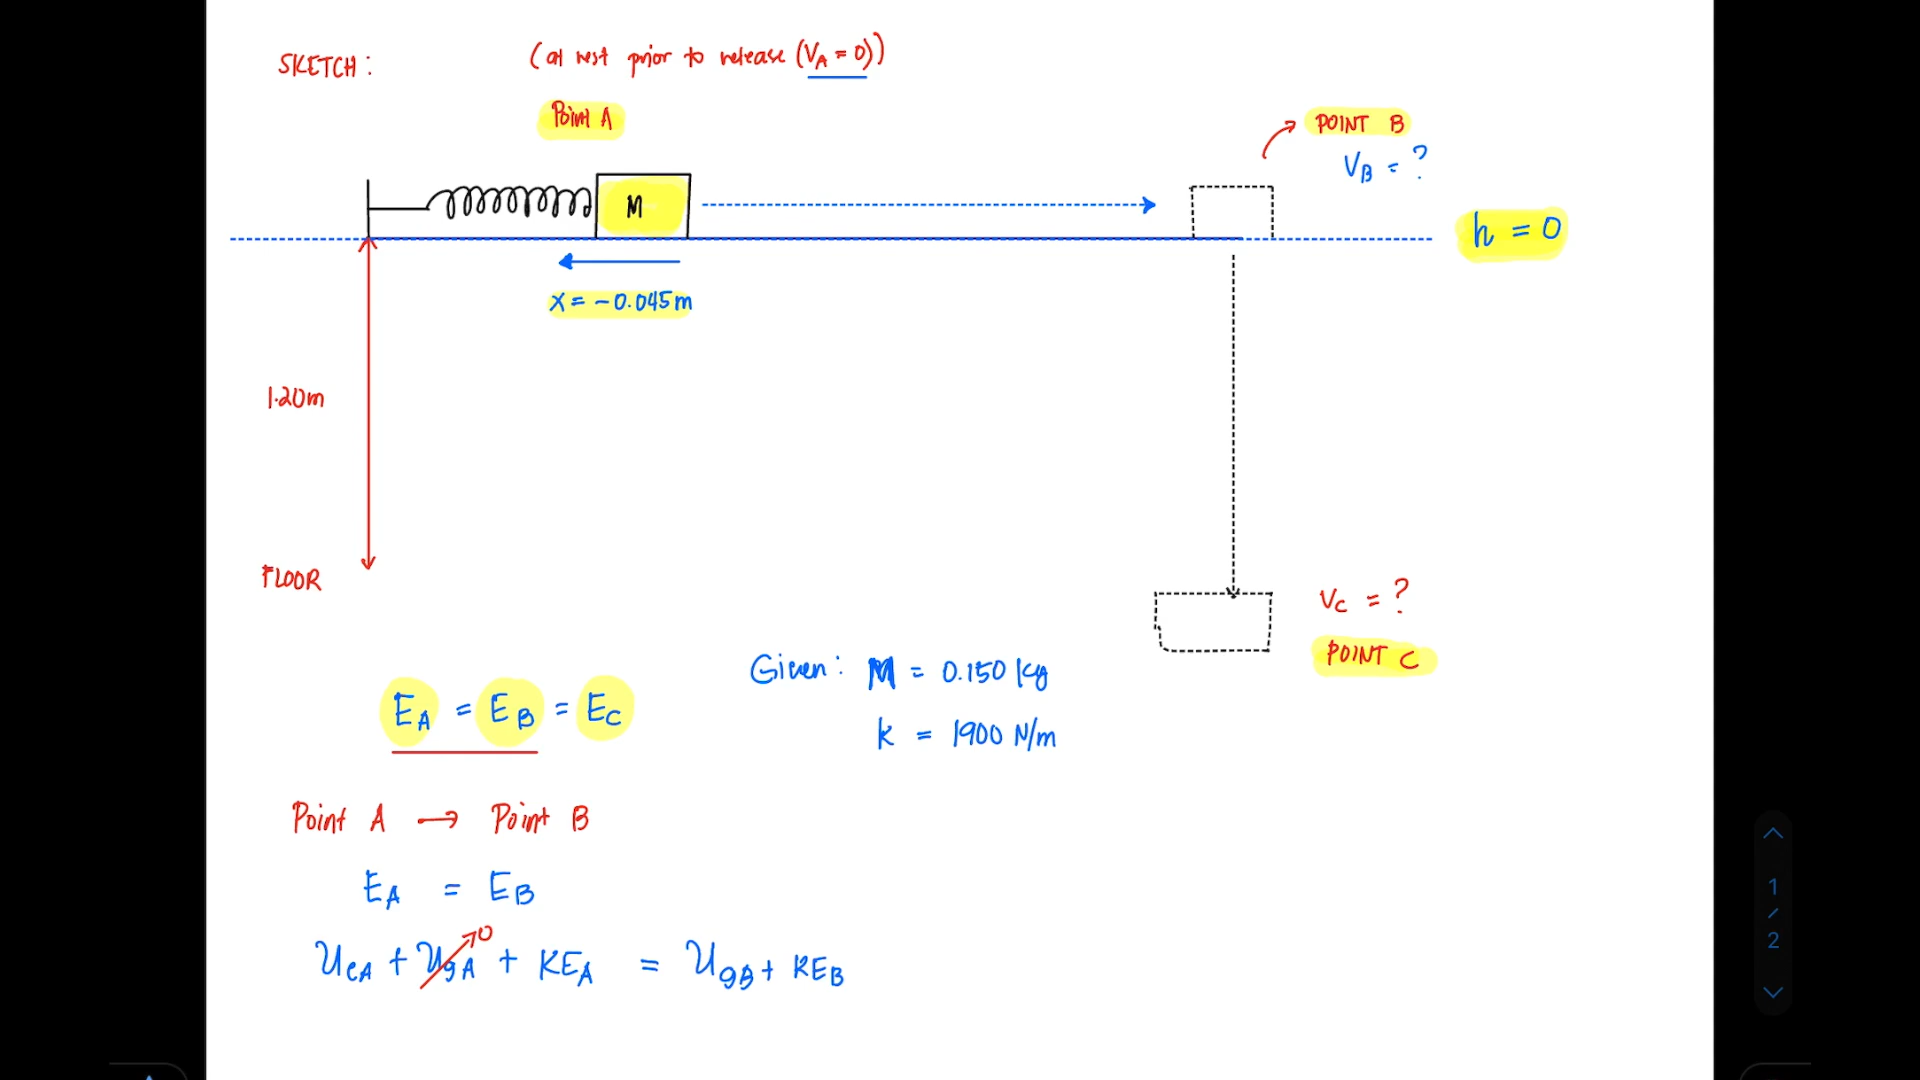 SKETCH:
(at rest prior to release (VA = 0))
Point A
POINT B
VB = ?
M
h = 0
x = -0.045m
1.20m
FLOOR
VC = ?
POINT C
Given: M = 0.150 kg
k = 1900 N/m
EA = EB = EC
Point A → Point B
EA = EB
0
UeA + UgA + KEA = UgB + KEB
1
/
2